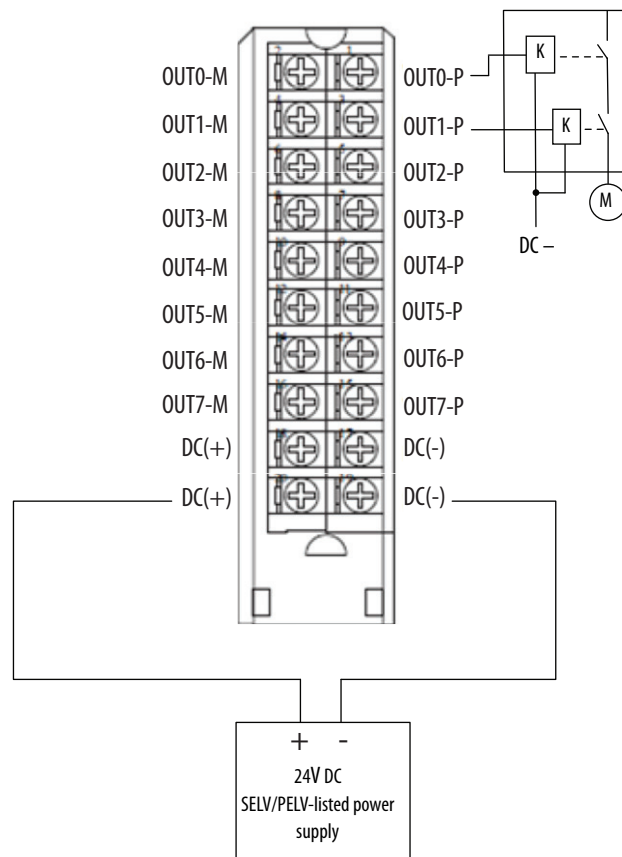 K
OUT0-M
OUT0-P
K
OUT1-M
OUT1-P
OUT2-M
OUT2-P
M
OUT3-M
OUT3-P
DC –
OUT4-M
OUT4-P
OUT5-M
OUT5-P
OUT6-M
OUT6-P
OUT7-M
OUT7-P
DC(+)
DC(-)
DC(+)
DC(-)
+ -
24V DC
SELV/PELV-listed power
supply